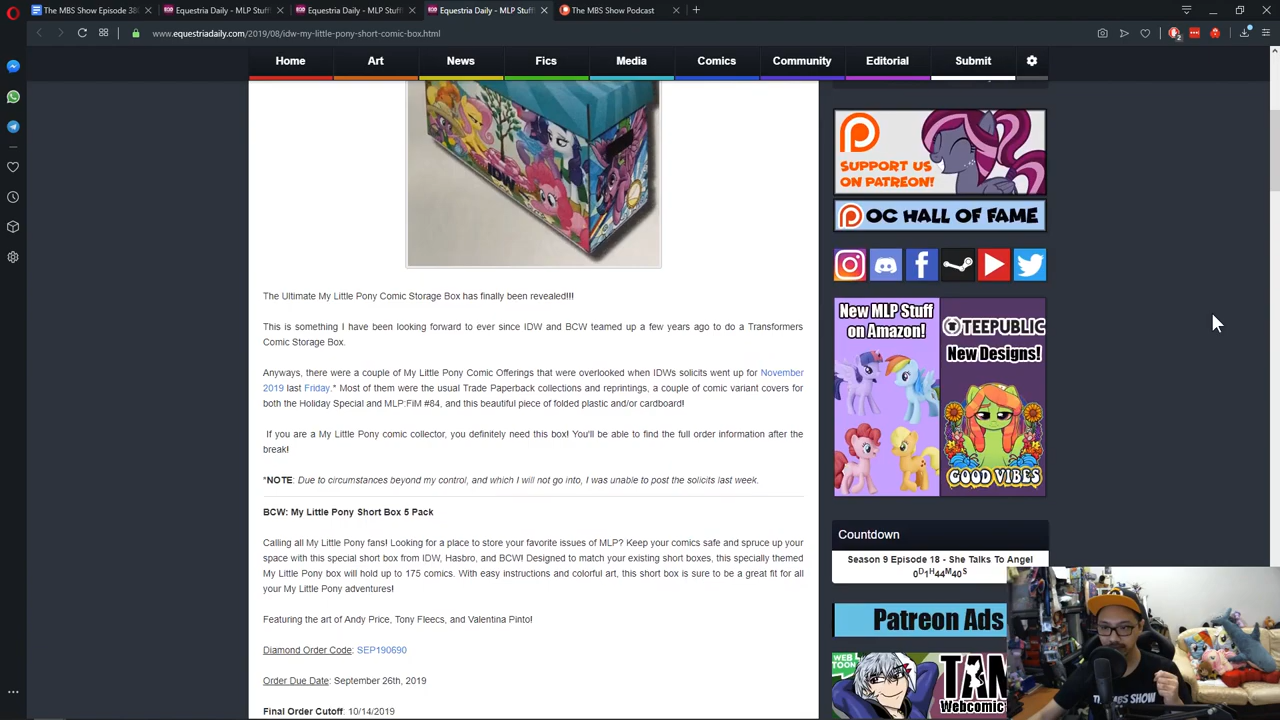 The MBS Show Episode 38
Equestria Daily - MLP Stuff
Equestria Daily - MLP Stuff
Equestria Daily - MLP Stuff
The MBS Show Podcast
www.equestriadaily.com/2019/08/idw-my-little-pony-short-comic-box.html
2
Home
Art
News
Fics
Media
Comics
Community
Editorial
Submit
IDW
SUPPORT US
ON PATREON!
OC HALL OF FAME
The Ultimate My Little Pony Comic Storage Box has finally been revealed!!!
This is something I have been looking forward to ever since IDW and BCW teamed up a few years ago to do a Transformers
Comic Storage Box.
Anyways, there were a couple of My Little Pony Comic Offerings that were overlooked when IDWs solicits went up for November
2019 last Friday.* Most of them were the usual Trade Paperback collections and reprintings, a couple of comic variant covers for
both the Holiday Special and MLP:FiM #84, and this beautiful piece of folded plastic and/or cardboard!
If you are a My Little Pony comic collector, you definitely need this box! You'll be able to find the full order information after the
break!
*NOTE: Due to circumstances beyond my control, and which I will not go into, I was unable to post the solicits last week.
BCW: My Little Pony Short Box 5 Pack
Calling all My Little Pony fans! Looking for a place to store your favorite issues of MLP? Keep your comics safe and spruce up your
space with this special short box from IDW, Hasbro, and BCW! Designed to match your existing short boxes, this specially themed
My Little Pony box will hold up to 175 comics. With easy instructions and colorful art, this short box is sure to be a great fit for all
your My Little Pony adventures!
Featuring the art of Andy Price, Tony Fleecs, and Valentina Pinto!
Diamond Order Code: SEP190690
Order Due Date: September 26th, 2019
Final Order Cutoff: 10/14/2019
New MLP Stuff
on Amazon!
TEEPUBLIC
New Designs!
GOOD VIBES
Countdown
Season 9 Episode 18 - She Talks To Angel
0D1H44M40S
Patreon Ads
WEB
TOON
TAN
Webcomic
THE MBS SHOW